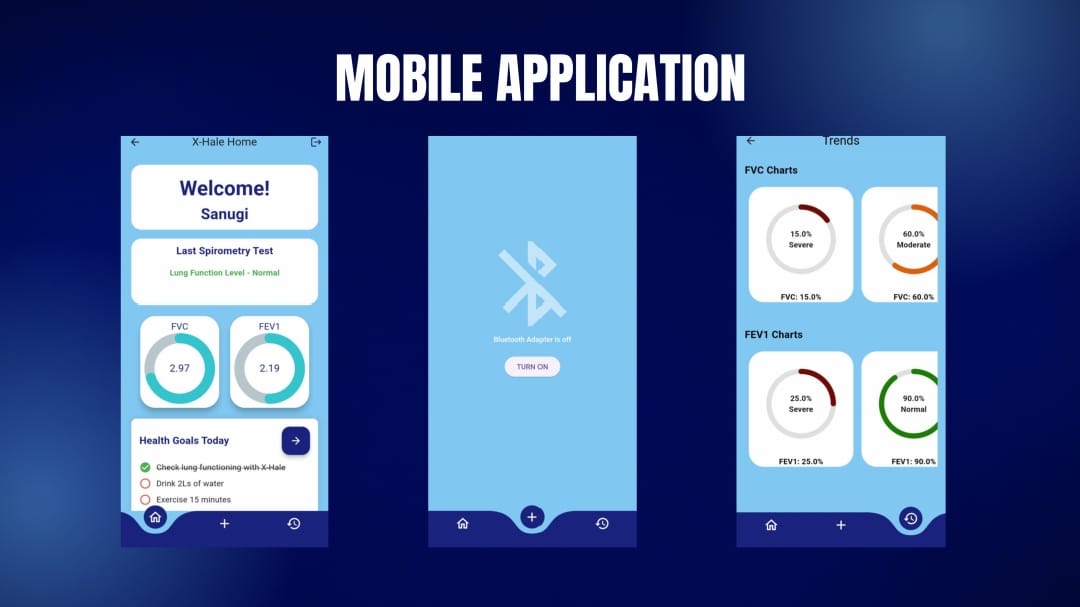 MOBILE APPLICATION
X-Hale Home
Welcome!
Sanugi
Last Spirometry Test
Lung Function Level - Normal
FVC
2.97
FEV1
2.19
Health Goals Today
Check lung functioning with X-Hale
Drink 2Ls of water
Exercise 15 minutes
Bluetooth Adapter is off
TURN ON
Trends
FVC Charts
15.0%
Severe
FVC: 15.0%
60.0%
Moderate
FVC: 60.0%
FEV1 Charts
25.0%
Severe
FEV1: 25.0%
90.0%
Normal
FEV1: 90.0%